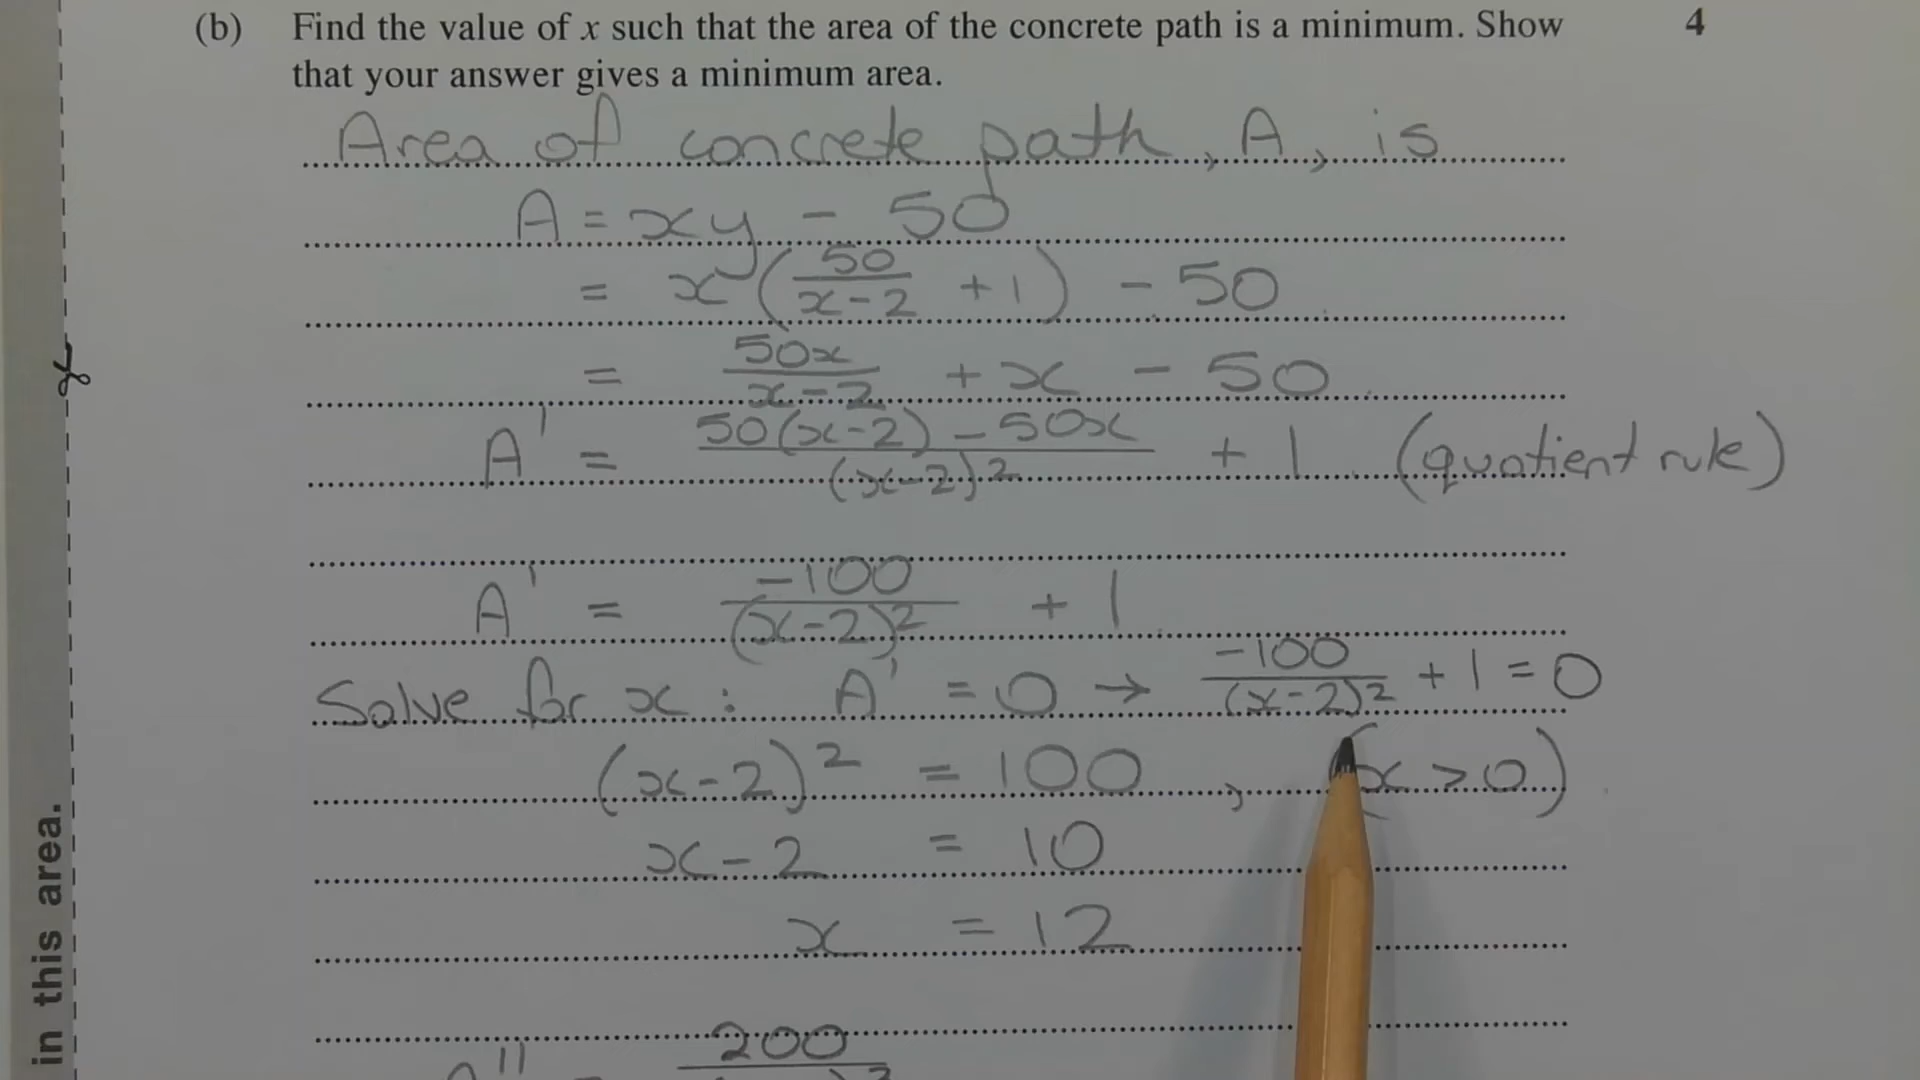 (b) Find the value of x such that the area of the concrete path is a minimum. Show 4
that your answer gives a minimum area.
Area of concrete path, A, is
A = xy - 50
= x(50/(x-2) + 1) - 50
= 50x/(x-2) + x - 50
A' = (50(x-2) - 50x)/(x-2)² + 1 (quotient rule)
A' = -100/(x-2)² + 1
Solve for x : A' = 0 → -100/(x-2)² + 1 = 0
(x-2)² = 100 , (x > 0)
x - 2 = 10
x = 12
A'' = 200
in this area.